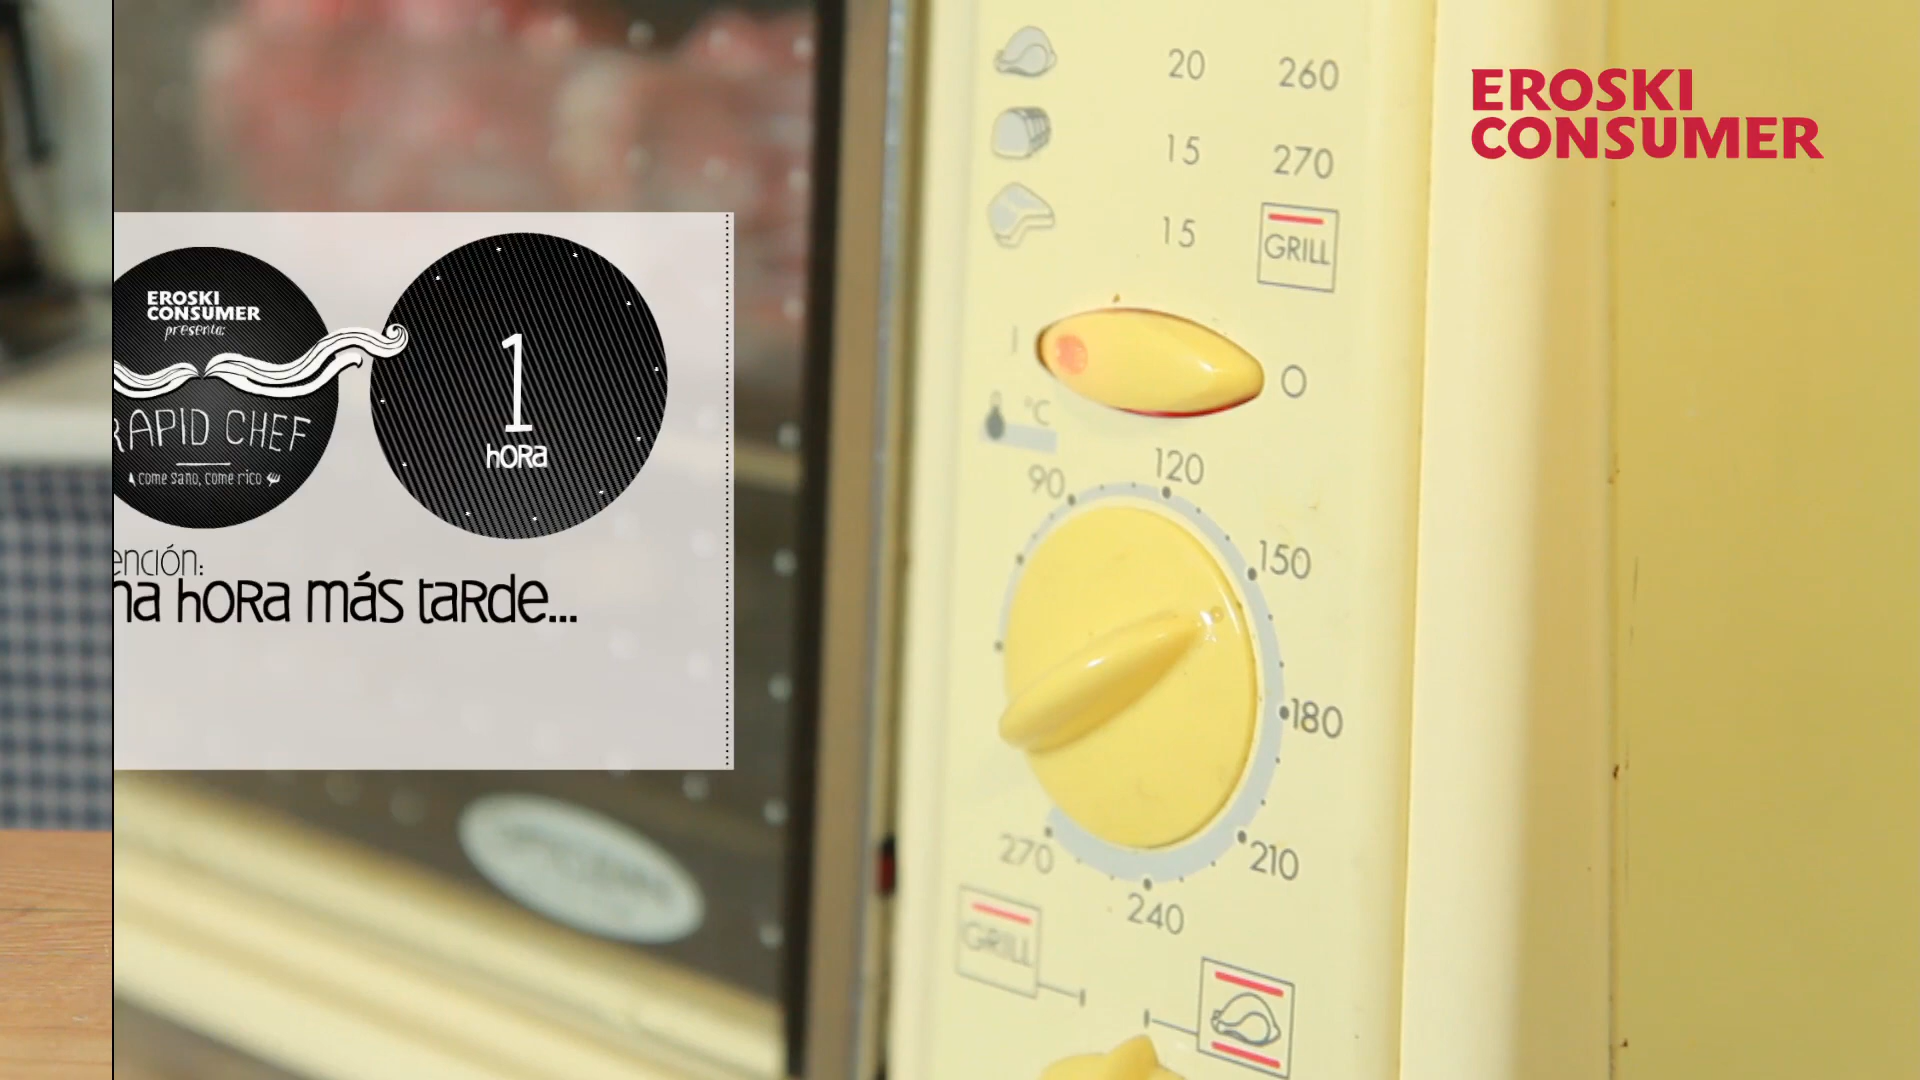 EROSKI
CONSUMER
presenta:
RAPID CHEF
come sano, come rico
1
hORa
ención:
na hORa más taRde...
20 260
15 270
15 GRILL
I O
°C
90 120
150
180
210
240
270
GRILL
EROSKI
CONSUMER